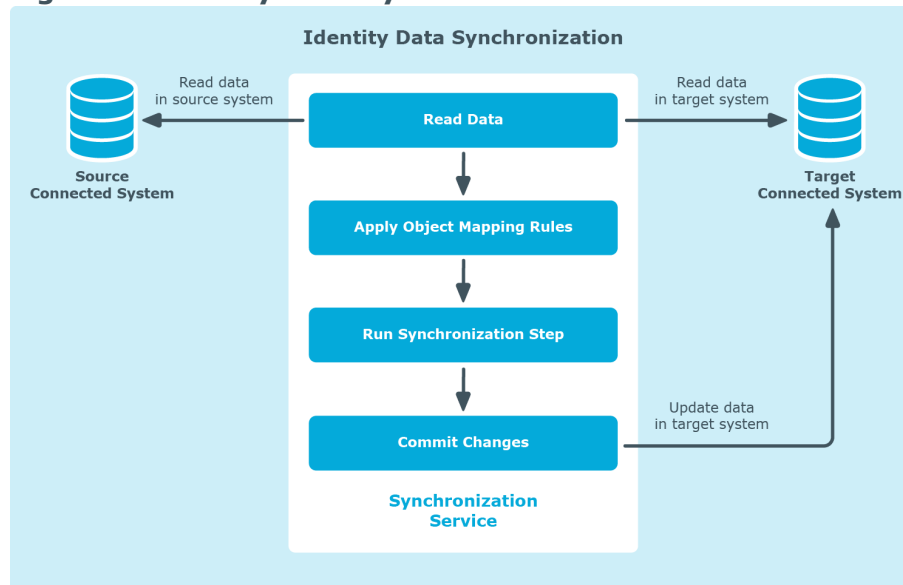 Identity Data Synchronization
Read data
in source system
Read data
in target system
Read Data
Source
Connected System
Target
Connected System
Apply Object Mapping Rules
Run Synchronization Step
Update data
in target system
Commit Changes
Synchronization
Service